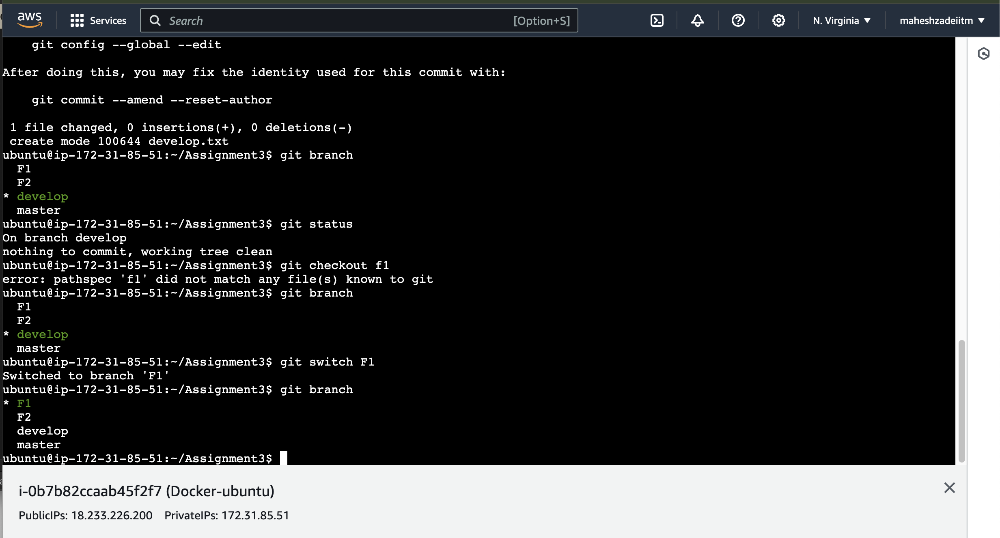 aws Services Search [Option+S] N. Virginia maheshzadeiitm
git config --global --edit
After doing this, you may fix the identity used for this commit with:
git commit --amend --reset-author
1 file changed, 0 insertions(+), 0 deletions(-)
create mode 100644 develop.txt
ubuntu@ip-172-31-85-51:~/Assignment3$ git branch
F1
F2
* develop
master
ubuntu@ip-172-31-85-51:~/Assignment3$ git status
On branch develop
nothing to commit, working tree clean
ubuntu@ip-172-31-85-51:~/Assignment3$ git checkout f1
error: pathspec 'f1' did not match any file(s) known to git
ubuntu@ip-172-31-85-51:~/Assignment3$ git branch
F1
F2
* develop
master
ubuntu@ip-172-31-85-51:~/Assignment3$ git switch F1
Switched to branch 'F1'
ubuntu@ip-172-31-85-51:~/Assignment3$ git branch
* F1
F2
develop
master
ubuntu@ip-172-31-85-51:~/Assignment3$
i-0b7b82ccaab45f2f7 (Docker-ubuntu)
PublicIPs: 18.233.226.200 PrivateIPs: 172.31.85.51